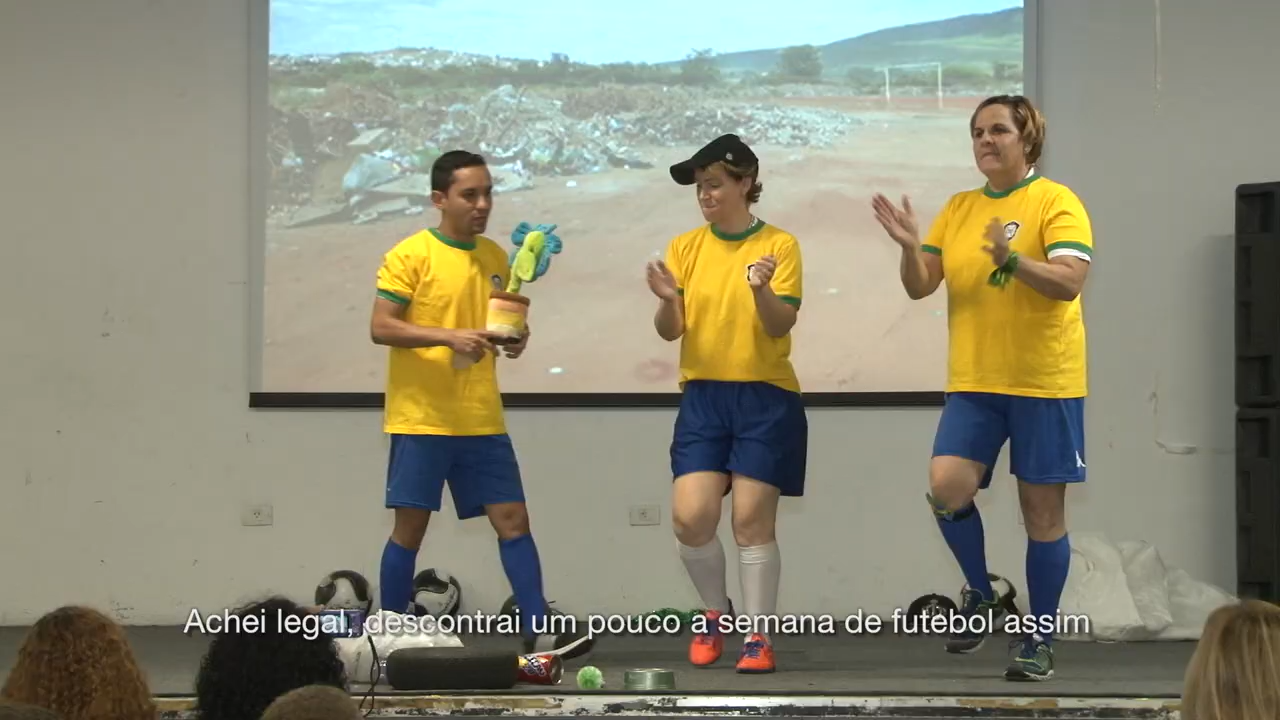 Achei legal, descontrai um pouco a semana de futebol assim